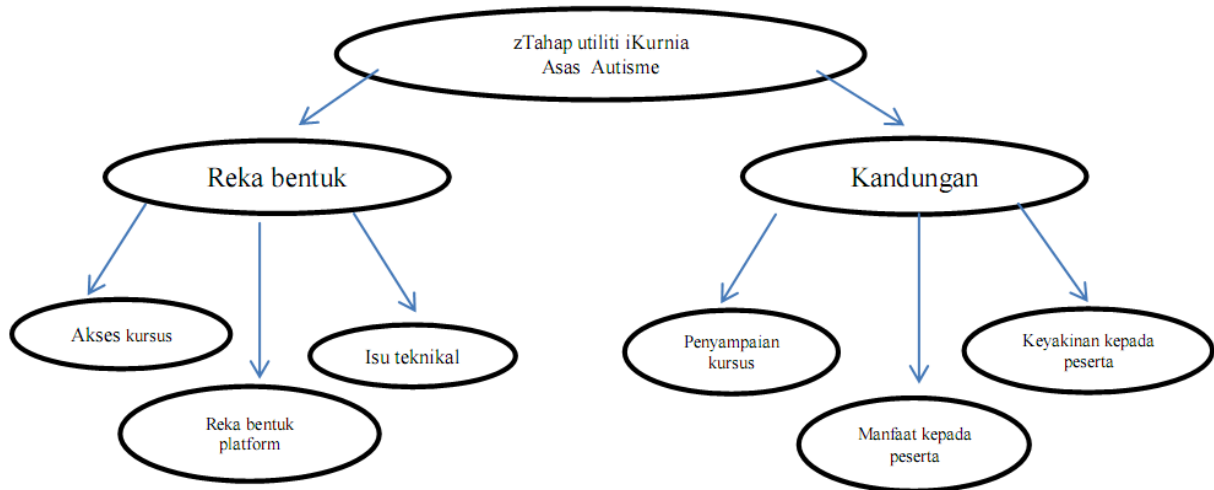 zTahap utiliti iKurnia
Asas Autisme
Reka bentuk
Kandungan
Akses kursus
Isu teknikal
Reka bentuk
platform
Penyampaian
kursus
Keyakinan kepada
peserta
Manfaat kepada
peserta